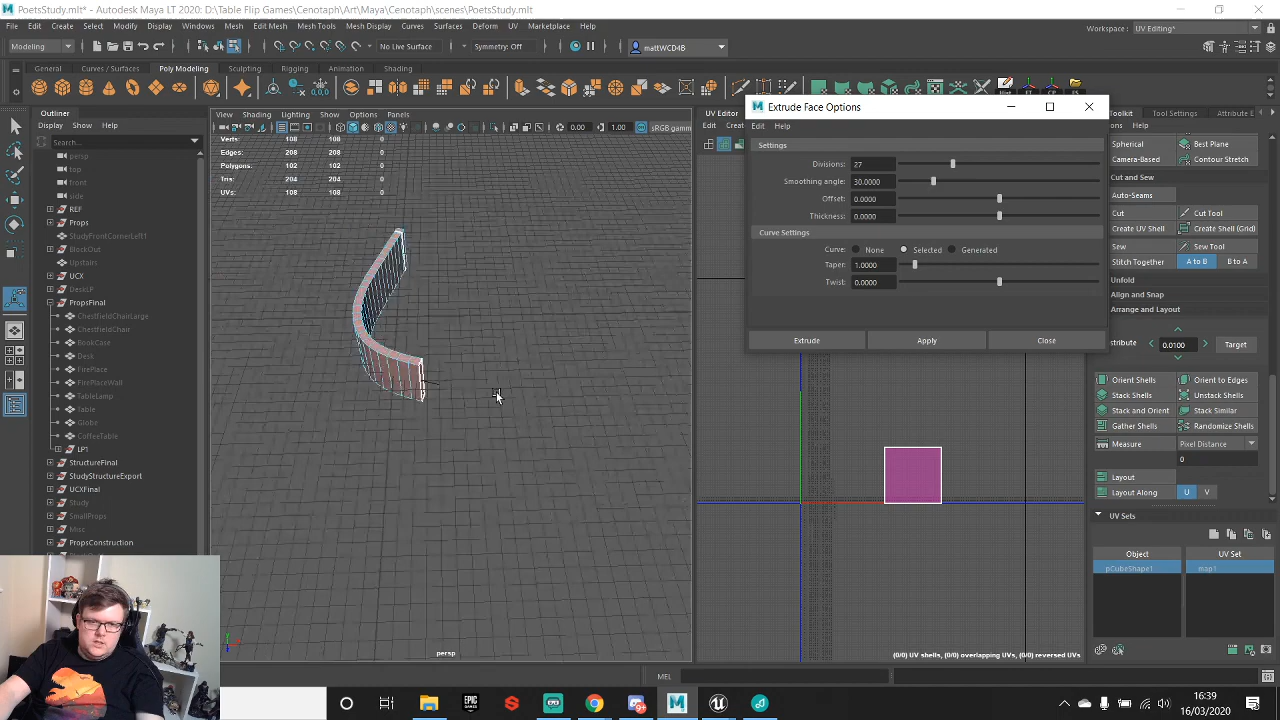 PoetsStudy.mlt* - Autodesk Maya LT 2020: D:\Table Flip Games\Cenotaph\Art\Maya\Cenotaph\scenes\PoetsStudy.mlt
File Edit Create Select Modify Display Windows Mesh Edit Mesh Mesh Tools Mesh Display Curves Surfaces Deform UV Marketplace Help
Workspace: UV Editing*
Modeling
No Live Surface
Symmetry: Off
mattWCD4B
General Curves / Surfaces Poly Modeling Sculpting Rigging Animation Shading
Outliner
Display Show Help
Search...
persp
top
front
side
REF
Props
StudyFrontCornerLeft1
BlockOut
Upstairs
UCX
DeskLP
PropsFinal
ChestfieldChairLarge
ChestfieldChair
BookCase
Desk
FirePlace
FirePlaceWall
TableLamp
Table
Globe
CoffeeTable
LP1
StructureFinal
StudyStructureExport
UCXFinal
Study
SmallProps
Misc
PropsConstruction
View Shading Lighting Show Options Panels
0.00 1.00 sRGB gamm
Verts: 108 108 0
Edges: 208 208 0
Polygons: 102 102 0
Tris: 204 204 0
UVs: 108 108 0
persp
UV Editor
Edit Crea
Extrude Face Options
Edit Help
Settings
Divisions: 27
Smoothing angle: 30.0000
Offset: 0.0000
Thickness: 0.0000
Curve Settings
Curve: None Selected Generated
Taper: 1.0000
Twist: 0.0000
Extrude Apply Close
(0/0) UV shells, (0/0) overlapping UVs, (0/0) reversed UVs
Toolkit Tool Settings Attribute E
ons Help
Spherical Best Plane
Camera-Based Contour Stretch
Cut and Sew
Auto-Seams
Cut Cut Tool
Create UV Shell Create Shell (Grid)
Sew Sew Tool
Stitch Together A to B B to A
Unfold
Align and Snap
Arrange and Layout
stribute 0.0100 Target
Orient Shells Orient to Edges
Stack Shells Unstack Shells
Stack and Orient Stack Similar
Gather Shells Randomize Shells
Measure Pixel Distance
0
Layout
Layout Along U V
UV Sets
Object UV Set
pCubeShape1 map1
MEL
16:39
16/03/2020